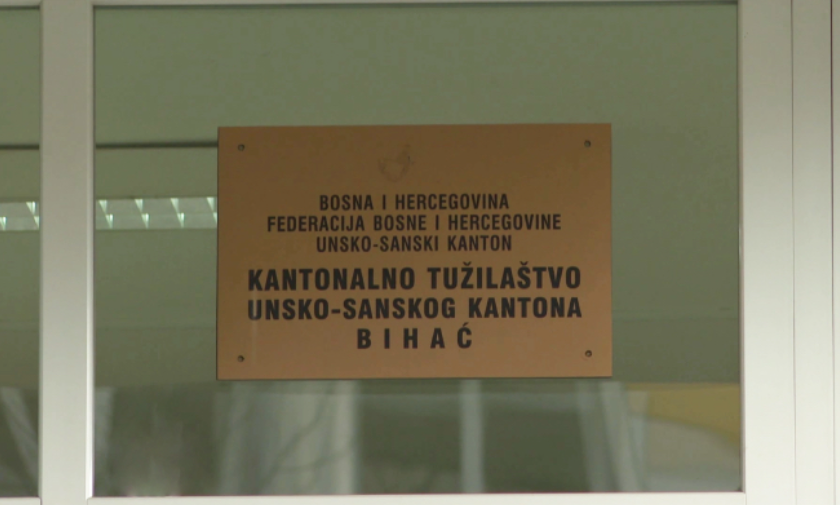 BOSNA I HERCEGOVINA
FEDERACIJA BOSNE I HERCEGOVINE
UNSKO-SANSKI KANTON
KANTONALNO TUŽILAŠTVO
UNSKO-SANSKOG KANTONA
BIHAĆ